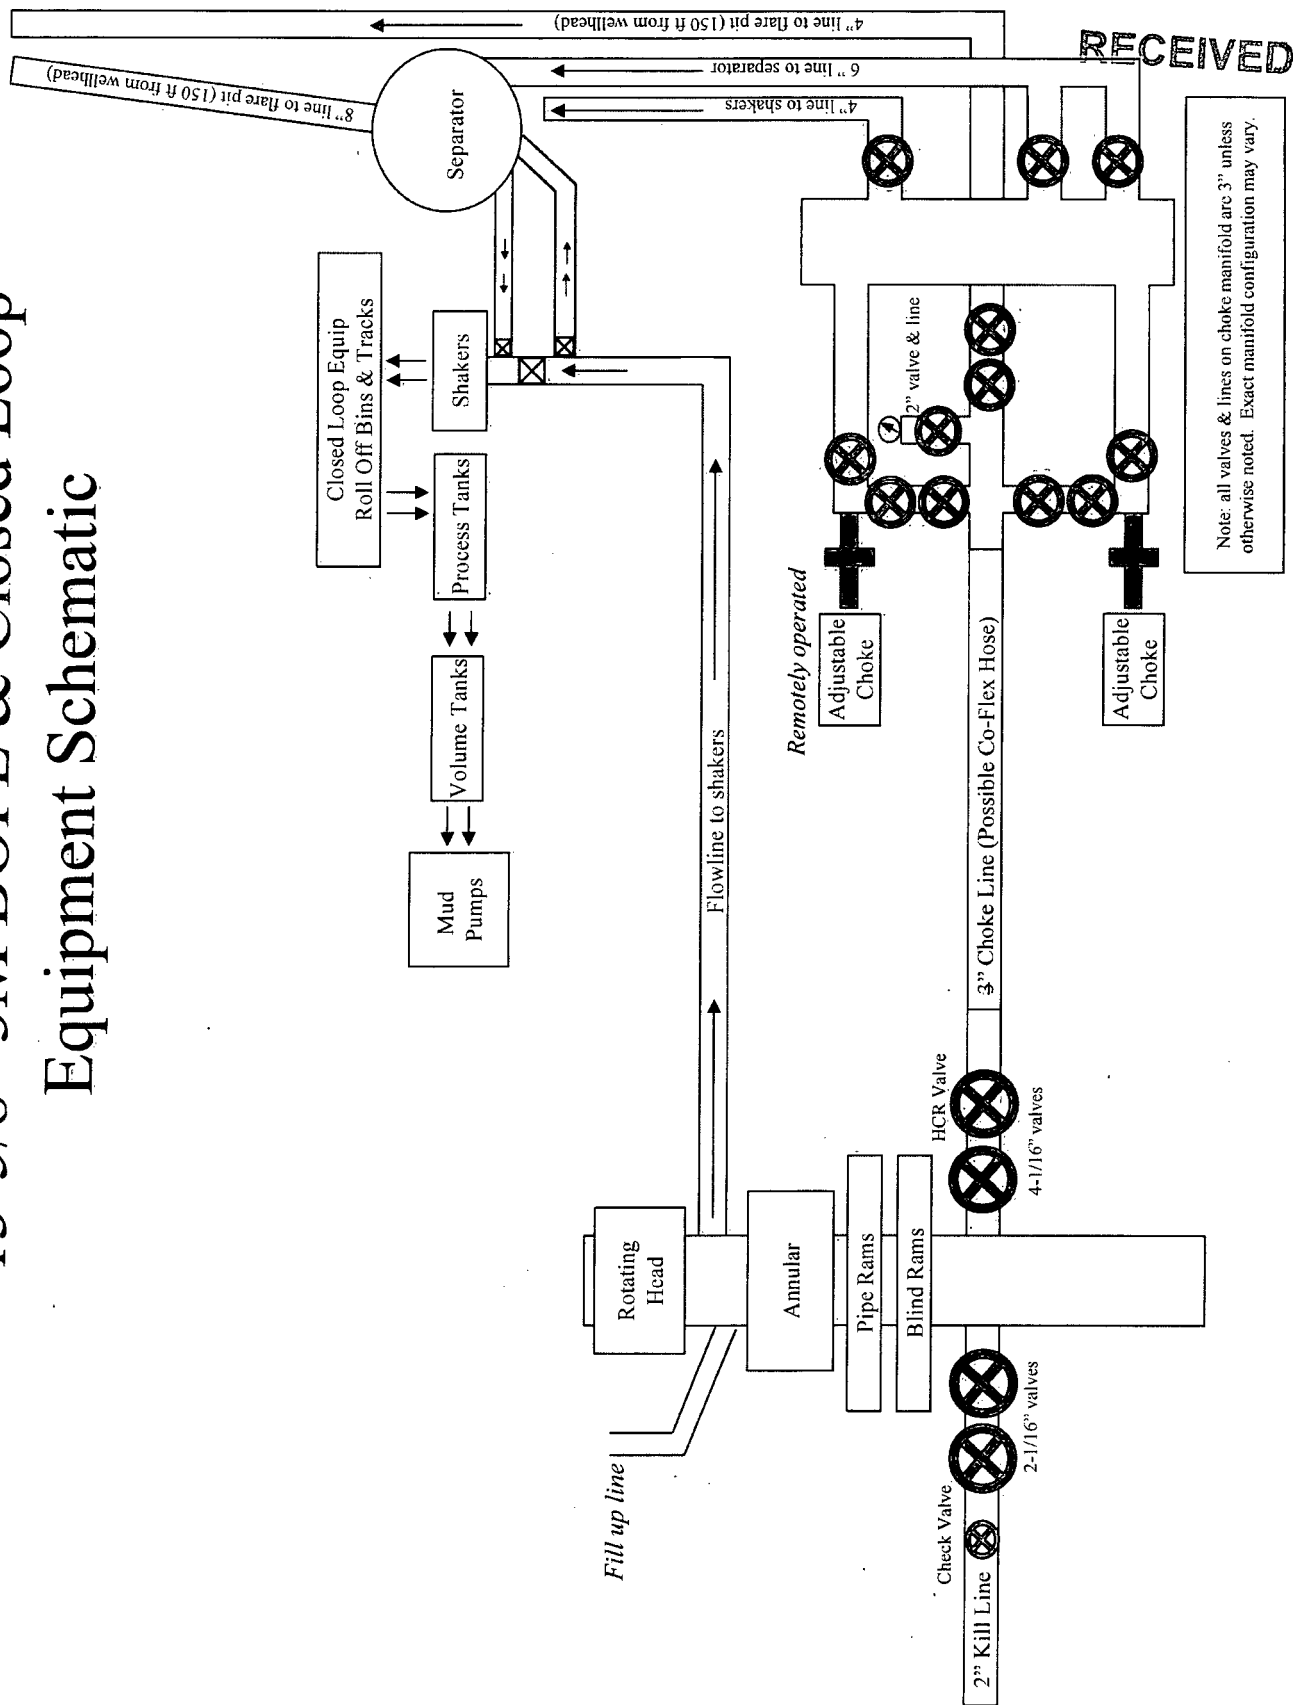 & Closed Loop
Equipment Schematic
8” line to flare pit (150 ft from wellhead)
4” line to flare pit (150 ft from wellhead)
Closed Loop Equip
Roll Off Bins & Tracks
Separator
Mud
Pumps
Volume Tanks
Process Tanks
Shakers
6” line to separator
4” line to shakers
RECEIVED
Fill up line
Rotating
Head
Flowline to shakers
Annular
Pipe Rams
Blind Rams
Remotely operated
Adjustable
Choke
2” valve & line
Check Valve
HCR Valve
2” Kill Line
3” Choke Line (Possible Co-Flex Hose)
2-1/16” valves
4-1/16” valves
Adjustable
Choke
Note: all valves & lines on choke manifold are 3” unless
otherwise noted. Exact manifold configuration may vary.